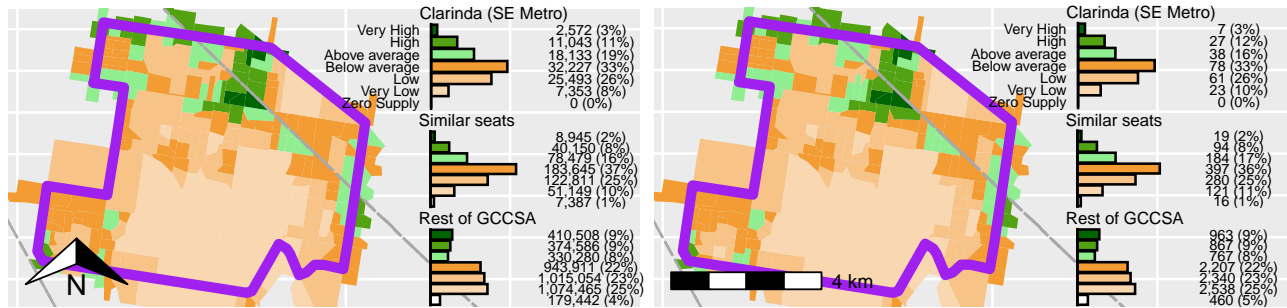 Clarinda (SE Metro)
Very High 2,572 (3%)
High 11,043 (11%)
Above average 18,133 (19%)
Below average 32,227 (33%)
Low 25,493 (26%)
Very Low 7,353 (8%)
Zero Supply 0 (0%)
Similar seats
8,945 (2%)
40,150 (8%)
78,479 (16%)
183,645 (37%)
122,811 (25%)
51,149 (10%)
7,387 (1%)
Rest of GCCSA
410,508 (9%)
374,586 (9%)
330,280 (8%)
943,911 (22%)
1,015,054 (23%)
1,074,465 (25%)
179,442 (4%)
N
Clarinda (SE Metro)
Very High 7 (3%)
High 27 (12%)
Above average 38 (16%)
Below average 78 (33%)
Low 61 (26%)
Very Low 23 (10%)
Zero Supply 0 (0%)
Similar seats
19 (2%)
94 (8%)
184 (17%)
397 (36%)
280 (25%)
121 (11%)
16 (1%)
Rest of GCCSA
963 (9%)
867 (9%)
767 (8%)
2,207 (22%)
2,340 (23%)
2,538 (25%)
460 (5%)
4 km